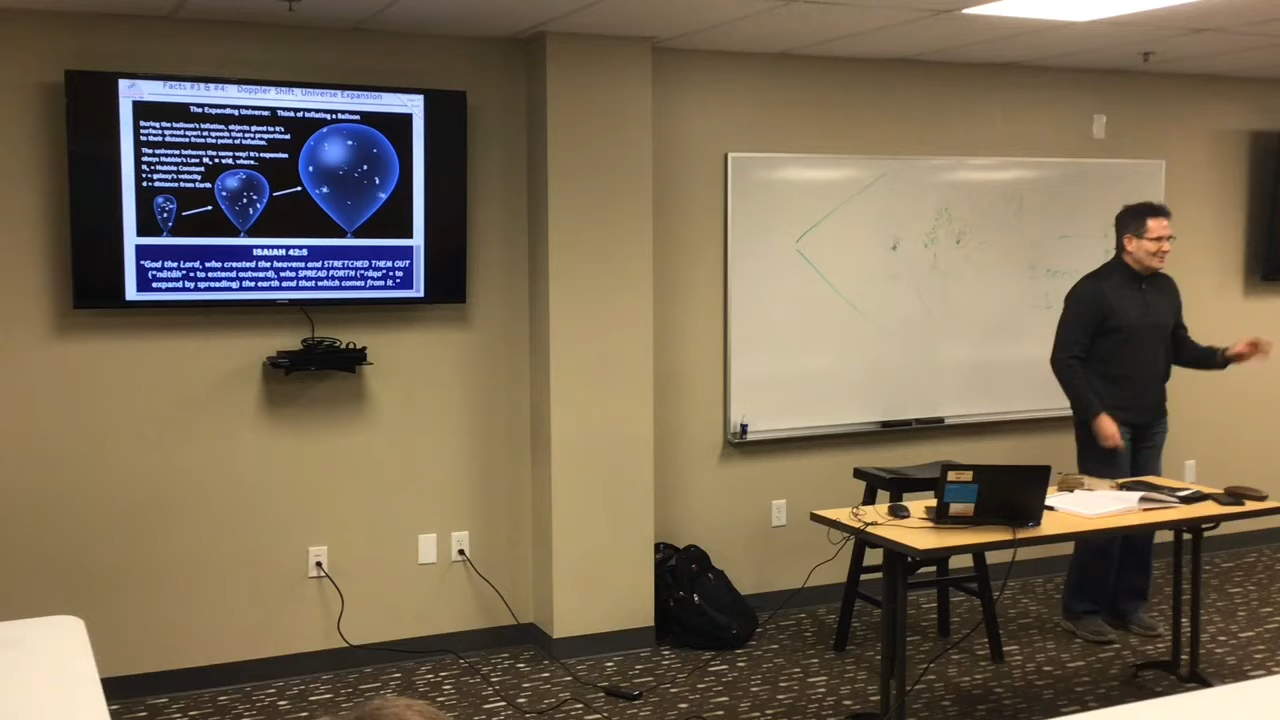 Facts #3 & #4: Doppler Shift, Universe Expansion
The Expanding Universe: Think of Inflating a Balloon
During the balloon's inflation, objects glued to it's
surface spread apart at speeds that are proportional
to their distance from the point of inflation.
The universe behaves the same way! It's expansion
obeys Hubble's Law H₀ = v/d, where...
H₀ = Hubble Constant
v = galaxy's velocity
d = distance from Earth
ISAIAH 42:5
"God the Lord, who created the heavens and STRETCHED THEM OUT
("nâtâh" = to extend outward), who SPREAD FORTH ("râqa" = to
expand by spreading) the earth and that which comes from it."